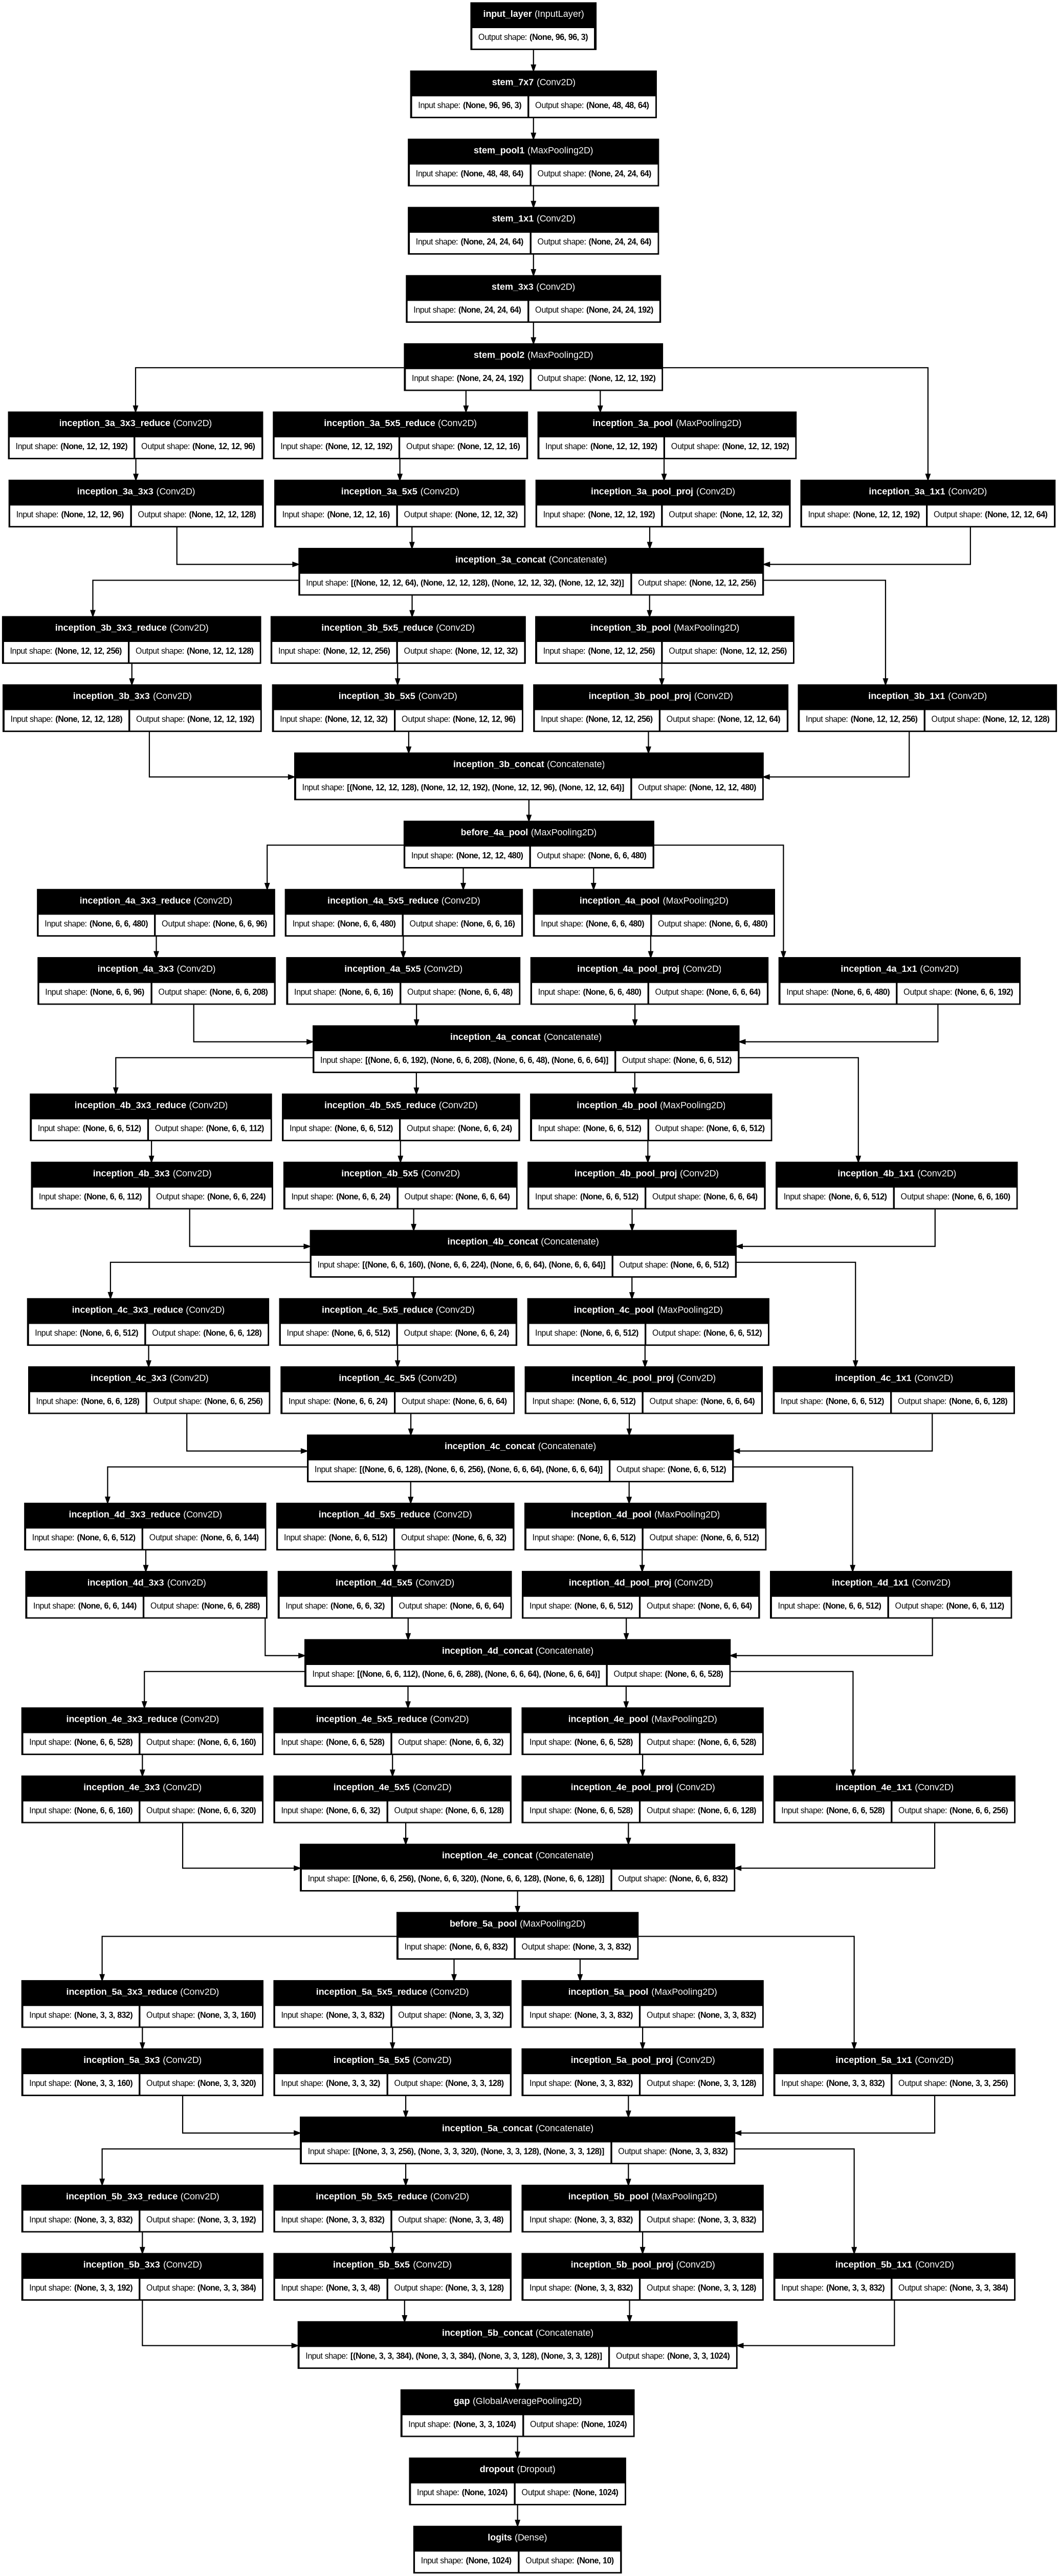 input_layer (InputLayer)
Output shape: (None, 96, 96, 3)
stem_7x7 (Conv2D)
Input shape: (None, 96, 96, 3) Output shape: (None, 48, 48, 64)
stem_pool1 (MaxPooling2D)
Input shape: (None, 48, 48, 64) Output shape: (None, 24, 24, 64)
stem_1x1 (Conv2D)
Input shape: (None, 24, 24, 64) Output shape: (None, 24, 24, 64)
stem_3x3 (Conv2D)
Input shape: (None, 24, 24, 64) Output shape: (None, 24, 24, 192)
stem_pool2 (MaxPooling2D)
Input shape: (None, 24, 24, 192) Output shape: (None, 12, 12, 192)
inception_3a_3x3_reduce (Conv2D) inception_3a_5x5_reduce (Conv2D) inception_3a_pool (MaxPooling2D)
Input shape: (None, 12, 12, 192) Output shape: (None, 12, 12, 96) Input shape: (None, 12, 12, 192) Output shape: (None, 12, 12, 16) Input shape: (None, 12, 12, 192) Output shape: (None, 12, 12, 192)
inception_3a_3x3 (Conv2D) inception_3a_5x5 (Conv2D) inception_3a_pool_proj (Conv2D) inception_3a_1x1 (Conv2D)
Input shape: (None, 12, 12, 96) Output shape: (None, 12, 12, 128) Input shape: (None, 12, 12, 16) Output shape: (None, 12, 12, 32) Input shape: (None, 12, 12, 192) Output shape: (None, 12, 12, 32) Input shape: (None, 12, 12, 192) Output shape: (None, 12, 12, 64)
inception_3a_concat (Concatenate)
Input shape: [(None, 12, 12, 64), (None, 12, 12, 128), (None, 12, 12, 32), (None, 12, 12, 32)] Output shape: (None, 12, 12, 256)
inception_3b_3x3_reduce (Conv2D) inception_3b_5x5_reduce (Conv2D) inception_3b_pool (MaxPooling2D)
Input shape: (None, 12, 12, 256) Output shape: (None, 12, 12, 128) Input shape: (None, 12, 12, 256) Output shape: (None, 12, 12, 32) Input shape: (None, 12, 12, 256) Output shape: (None, 12, 12, 256)
inception_3b_3x3 (Conv2D) inception_3b_5x5 (Conv2D) inception_3b_pool_proj (Conv2D) inception_3b_1x1 (Conv2D)
Input shape: (None, 12, 12, 128) Output shape: (None, 12, 12, 192) Input shape: (None, 12, 12, 32) Output shape: (None, 12, 12, 96) Input shape: (None, 12, 12, 256) Output shape: (None, 12, 12, 64) Input shape: (None, 12, 12, 256) Output shape: (None, 12, 12, 128)
inception_3b_concat (Concatenate)
Input shape: [(None, 12, 12, 128), (None, 12, 12, 192), (None, 12, 12, 96), (None, 12, 12, 64)] Output shape: (None, 12, 12, 480)
before_4a_pool (MaxPooling2D)
Input shape: (None, 12, 12, 480) Output shape: (None, 6, 6, 480)
inception_4a_3x3_reduce (Conv2D) inception_4a_5x5_reduce (Conv2D) inception_4a_pool (MaxPooling2D)
Input shape: (None, 6, 6, 480) Output shape: (None, 6, 6, 96) Input shape: (None, 6, 6, 480) Output shape: (None, 6, 6, 16) Input shape: (None, 6, 6, 480) Output shape: (None, 6, 6, 480)
inception_4a_3x3 (Conv2D) inception_4a_5x5 (Conv2D) inception_4a_pool_proj (Conv2D) inception_4a_1x1 (Conv2D)
Input shape: (None, 6, 6, 96) Output shape: (None, 6, 6, 208) Input shape: (None, 6, 6, 16) Output shape: (None, 6, 6, 48) Input shape: (None, 6, 6, 480) Output shape: (None, 6, 6, 64) Input shape: (None, 6, 6, 480) Output shape: (None, 6, 6, 192)
inception_4a_concat (Concatenate)
Input shape: [(None, 6, 6, 192), (None, 6, 6, 208), (None, 6, 6, 48), (None, 6, 6, 64)] Output shape: (None, 6, 6, 512)
inception_4b_3x3_reduce (Conv2D) inception_4b_5x5_reduce (Conv2D) inception_4b_pool (MaxPooling2D)
Input shape: (None, 6, 6, 512) Output shape: (None, 6, 6, 112) Input shape: (None, 6, 6, 512) Output shape: (None, 6, 6, 24) Input shape: (None, 6, 6, 512) Output shape: (None, 6, 6, 512)
inception_4b_3x3 (Conv2D) inception_4b_5x5 (Conv2D) inception_4b_pool_proj (Conv2D) inception_4b_1x1 (Conv2D)
Input shape: (None, 6, 6, 112) Output shape: (None, 6, 6, 224) Input shape: (None, 6, 6, 24) Output shape: (None, 6, 6, 64) Input shape: (None, 6, 6, 512) Output shape: (None, 6, 6, 64) Input shape: (None, 6, 6, 512) Output shape: (None, 6, 6, 160)
inception_4b_concat (Concatenate)
Input shape: [(None, 6, 6, 160), (None, 6, 6, 224), (None, 6, 6, 64), (None, 6, 6, 64)] Output shape: (None, 6, 6, 512)
inception_4c_3x3_reduce (Conv2D) inception_4c_5x5_reduce (Conv2D) inception_4c_pool (MaxPooling2D)
Input shape: (None, 6, 6, 512) Output shape: (None, 6, 6, 128) Input shape: (None, 6, 6, 512) Output shape: (None, 6, 6, 24) Input shape: (None, 6, 6, 512) Output shape: (None, 6, 6, 512)
inception_4c_3x3 (Conv2D) inception_4c_5x5 (Conv2D) inception_4c_pool_proj (Conv2D) inception_4c_1x1 (Conv2D)
Input shape: (None, 6, 6, 128) Output shape: (None, 6, 6, 256) Input shape: (None, 6, 6, 24) Output shape: (None, 6, 6, 64) Input shape: (None, 6, 6, 512) Output shape: (None, 6, 6, 64) Input shape: (None, 6, 6, 512) Output shape: (None, 6, 6, 128)
inception_4c_concat (Concatenate)
Input shape: [(None, 6, 6, 128), (None, 6, 6, 256), (None, 6, 6, 64), (None, 6, 6, 64)] Output shape: (None, 6, 6, 512)
inception_4d_3x3_reduce (Conv2D) inception_4d_5x5_reduce (Conv2D) inception_4d_pool (MaxPooling2D)
Input shape: (None, 6, 6, 512) Output shape: (None, 6, 6, 144) Input shape: (None, 6, 6, 512) Output shape: (None, 6, 6, 32) Input shape: (None, 6, 6, 512) Output shape: (None, 6, 6, 512)
inception_4d_3x3 (Conv2D) inception_4d_5x5 (Conv2D) inception_4d_pool_proj (Conv2D) inception_4d_1x1 (Conv2D)
Input shape: (None, 6, 6, 144) Output shape: (None, 6, 6, 288) Input shape: (None, 6, 6, 32) Output shape: (None, 6, 6, 64) Input shape: (None, 6, 6, 512) Output shape: (None, 6, 6, 64) Input shape: (None, 6, 6, 512) Output shape: (None, 6, 6, 112)
inception_4d_concat (Concatenate)
Input shape: [(None, 6, 6, 112), (None, 6, 6, 288), (None, 6, 6, 64), (None, 6, 6, 64)] Output shape: (None, 6, 6, 528)
inception_4e_3x3_reduce (Conv2D) inception_4e_5x5_reduce (Conv2D) inception_4e_pool (MaxPooling2D)
Input shape: (None, 6, 6, 528) Output shape: (None, 6, 6, 160) Input shape: (None, 6, 6, 528) Output shape: (None, 6, 6, 32) Input shape: (None, 6, 6, 528) Output shape: (None, 6, 6, 528)
inception_4e_3x3 (Conv2D) inception_4e_5x5 (Conv2D) inception_4e_pool_proj (Conv2D) inception_4e_1x1 (Conv2D)
Input shape: (None, 6, 6, 160) Output shape: (None, 6, 6, 320) Input shape: (None, 6, 6, 32) Output shape: (None, 6, 6, 128) Input shape: (None, 6, 6, 528) Output shape: (None, 6, 6, 128) Input shape: (None, 6, 6, 528) Output shape: (None, 6, 6, 256)
inception_4e_concat (Concatenate)
Input shape: [(None, 6, 6, 256), (None, 6, 6, 320), (None, 6, 6, 128), (None, 6, 6, 128)] Output shape: (None, 6, 6, 832)
before_5a_pool (MaxPooling2D)
Input shape: (None, 6, 6, 832) Output shape: (None, 3, 3, 832)
inception_5a_3x3_reduce (Conv2D) inception_5a_5x5_reduce (Conv2D) inception_5a_pool (MaxPooling2D)
Input shape: (None, 3, 3, 832) Output shape: (None, 3, 3, 160) Input shape: (None, 3, 3, 832) Output shape: (None, 3, 3, 32) Input shape: (None, 3, 3, 832) Output shape: (None, 3, 3, 832)
inception_5a_3x3 (Conv2D) inception_5a_5x5 (Conv2D) inception_5a_pool_proj (Conv2D) inception_5a_1x1 (Conv2D)
Input shape: (None, 3, 3, 160) Output shape: (None, 3, 3, 320) Input shape: (None, 3, 3, 32) Output shape: (None, 3, 3, 128) Input shape: (None, 3, 3, 832) Output shape: (None, 3, 3, 128) Input shape: (None, 3, 3, 832) Output shape: (None, 3, 3, 256)
inception_5a_concat (Concatenate)
Input shape: [(None, 3, 3, 256), (None, 3, 3, 320), (None, 3, 3, 128), (None, 3, 3, 128)] Output shape: (None, 3, 3, 832)
inception_5b_3x3_reduce (Conv2D) inception_5b_5x5_reduce (Conv2D) inception_5b_pool (MaxPooling2D)
Input shape: (None, 3, 3, 832) Output shape: (None, 3, 3, 192) Input shape: (None, 3, 3, 832) Output shape: (None, 3, 3, 48) Input shape: (None, 3, 3, 832) Output shape: (None, 3, 3, 832)
inception_5b_3x3 (Conv2D) inception_5b_5x5 (Conv2D) inception_5b_pool_proj (Conv2D) inception_5b_1x1 (Conv2D)
Input shape: (None, 3, 3, 192) Output shape: (None, 3, 3, 384) Input shape: (None, 3, 3, 48) Output shape: (None, 3, 3, 128) Input shape: (None, 3, 3, 832) Output shape: (None, 3, 3, 128) Input shape: (None, 3, 3, 832) Output shape: (None, 3, 3, 384)
inception_5b_concat (Concatenate)
Input shape: [(None, 3, 3, 384), (None, 3, 3, 384), (None, 3, 3, 128), (None, 3, 3, 128)] Output shape: (None, 3, 3, 1024)
gap (GlobalAveragePooling2D)
Input shape: (None, 3, 3, 1024) Output shape: (None, 1024)
dropout (Dropout)
Input shape: (None, 1024) Output shape: (None, 1024)
logits (Dense)
Input shape: (None, 1024) Output shape: (None, 10)